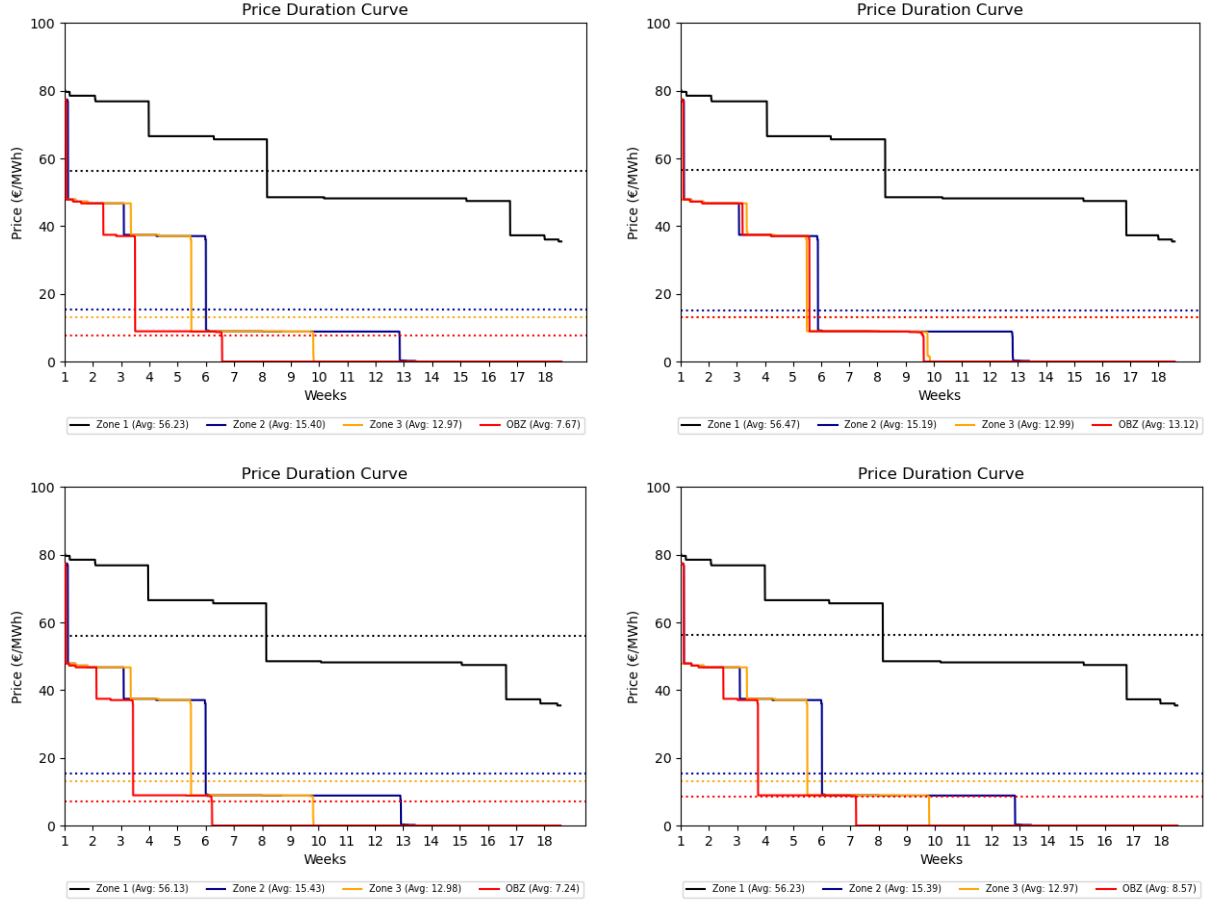 Price Duration Curve
100
80
60
40
20
0
Price (€/MWh)
1 2 3 4 5 6 7 8 9 10 11 12 13 14 15 16 17 18
Weeks
Zone 1 (Avg: 56.23) Zone 2 (Avg: 15.40) Zone 3 (Avg: 12.97) OBZ (Avg: 7.67)
Price Duration Curve
100
80
60
40
20
0
Price (€/MWh)
1 2 3 4 5 6 7 8 9 10 11 12 13 14 15 16 17 18
Weeks
Zone 1 (Avg: 56.47) Zone 2 (Avg: 15.19) Zone 3 (Avg: 12.99) OBZ (Avg: 13.12)
Price Duration Curve
100
80
60
40
20
0
Price (€/MWh)
1 2 3 4 5 6 7 8 9 10 11 12 13 14 15 16 17 18
Weeks
Zone 1 (Avg: 56.13) Zone 2 (Avg: 15.43) Zone 3 (Avg: 12.98) OBZ (Avg: 7.24)
Price Duration Curve
100
80
60
40
20
0
Price (€/MWh)
1 2 3 4 5 6 7 8 9 10 11 12 13 14 15 16 17 18
Weeks
Zone 1 (Avg: 56.23) Zone 2 (Avg: 15.39) Zone 3 (Avg: 12.97) OBZ (Avg: 8.57)